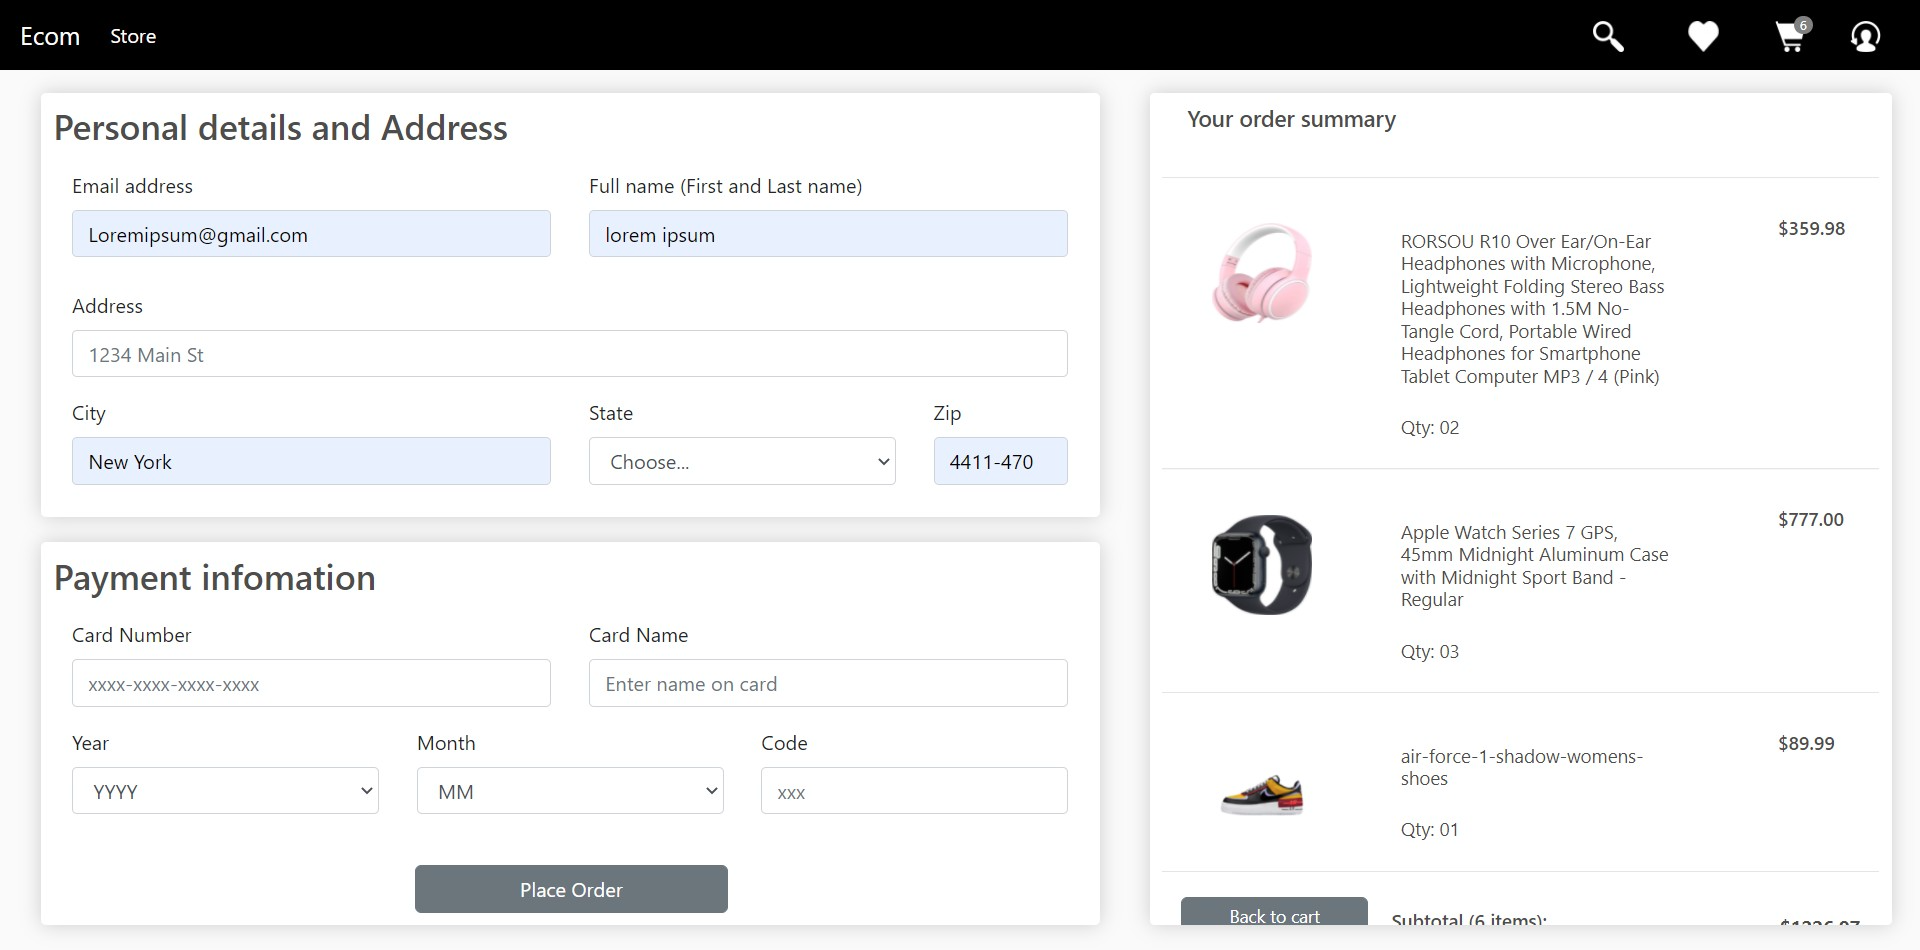 Ecom
Store
6
Personal details and Address
Email address
Full name (First and Last name)
Loremipsum@gmail.com
lorem ipsum
Address
1234 Main St
City
State
Zip
New York
Choose...
4411-470
Payment infomation
Card Number
Card Name
xxxx-xxxx-xxxx-xxxx
Enter name on card
Year
Month
Code
YYYY
MM
xxx
Place Order
Your order summary
RORSOU R10 Over Ear/On-Ear
Headphones with Microphone,
Lightweight Folding Stereo Bass
Headphones with 1.5M No-
Tangle Cord, Portable Wired
Headphones for Smartphone
Tablet Computer MP3 / 4 (Pink)
Qty: 02
$359.98
Apple Watch Series 7 GPS,
45mm Midnight Aluminum Case
with Midnight Sport Band -
Regular
Qty: 03
$777.00
air-force-1-shadow-womens-
shoes
Qty: 01
$89.99
Back to cart
Subtotal (6 items):